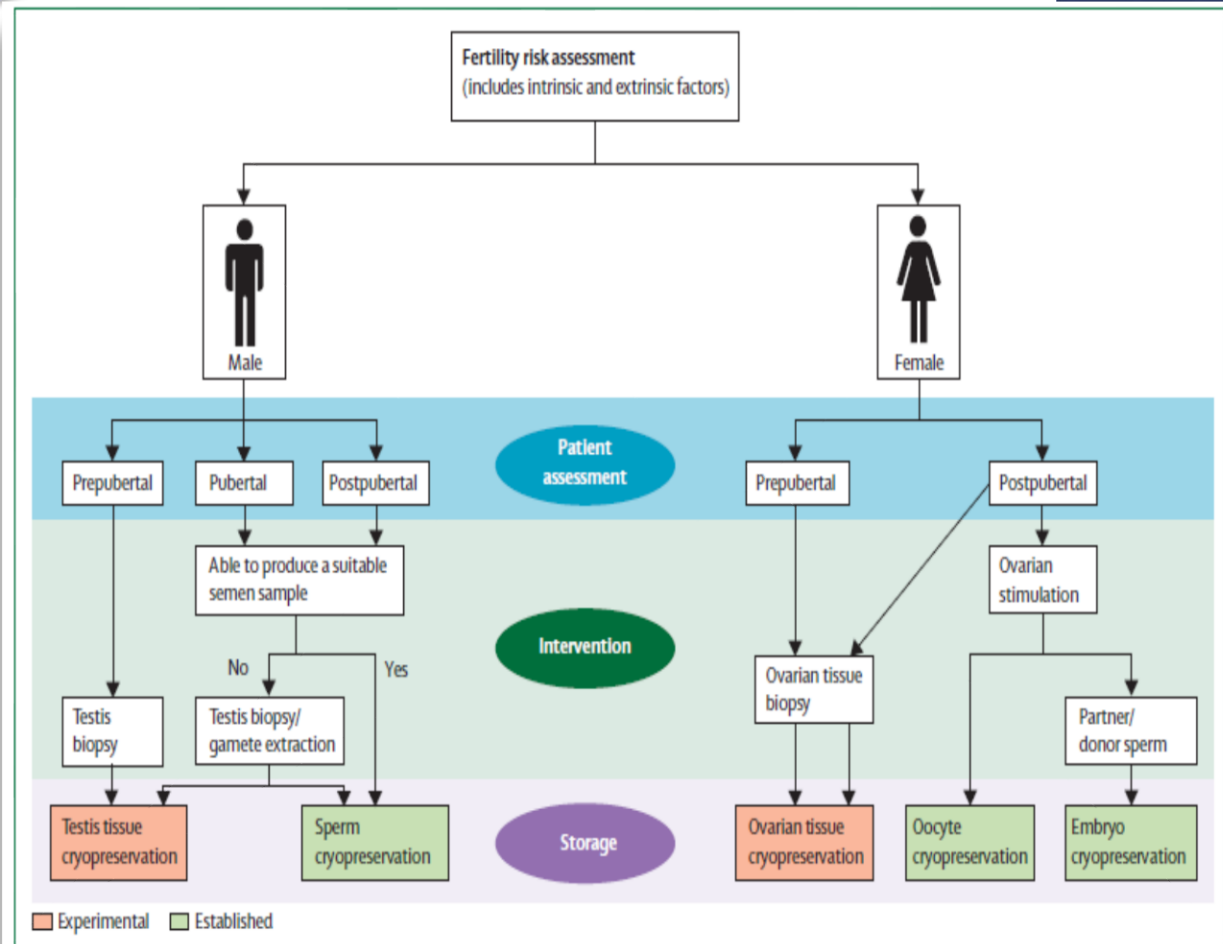 Fertility risk assessment
(includes intrinsic and extrinsic factors)
Male
Female
Patient
assessment
Prepubertal
Pubertal
Postpubertal
Prepubertal
Postpubertal
Able to produce a suitable
semen sample
Ovarian
stimulation
Intervention
No
Yes
Ovarian tissue
biopsy
Testis
biopsy
Testis biopsy/
gamete extraction
Partner/
donor sperm
Testis tissue
cryopreservation
Sperm
cryopreservation
Storage
Ovarian tissue
cryopreservation
Oocyte
cryopreservation
Embryo
cryopreservation
Experimental
Established